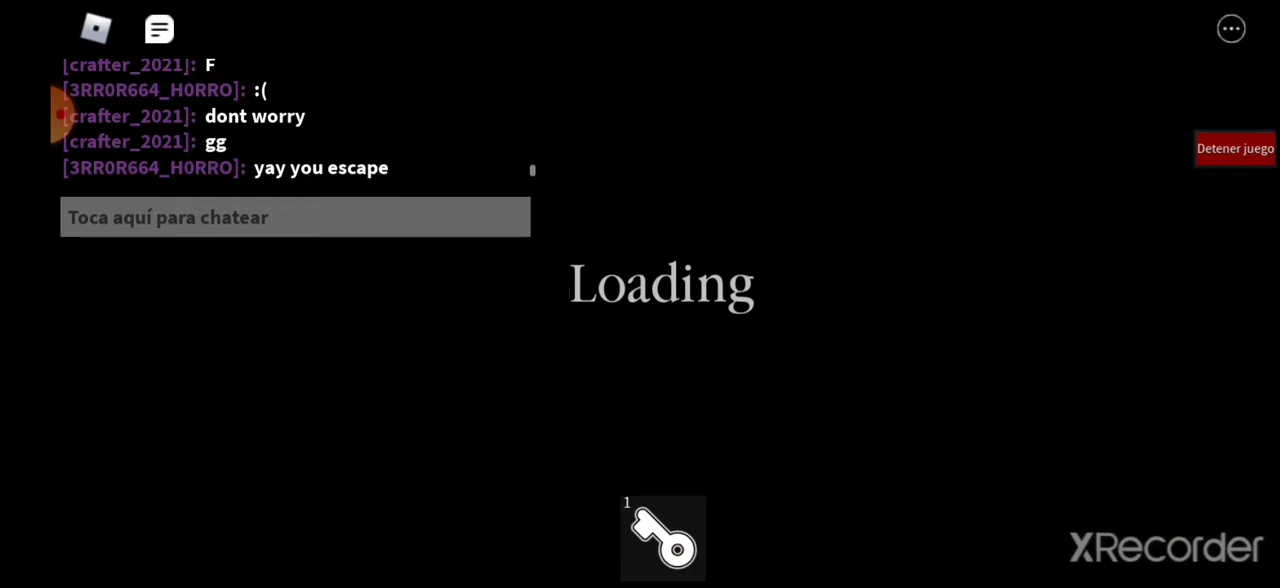 [crafter_2021]: F
[3RR0R664_H0RRO]: :(
[crafter_2021]: dont worry
[crafter_2021]: gg
[3RR0R664_H0RRO]: yay you escape
Detener juego
Toca aquí para chatear
Loading
1
XRecorder